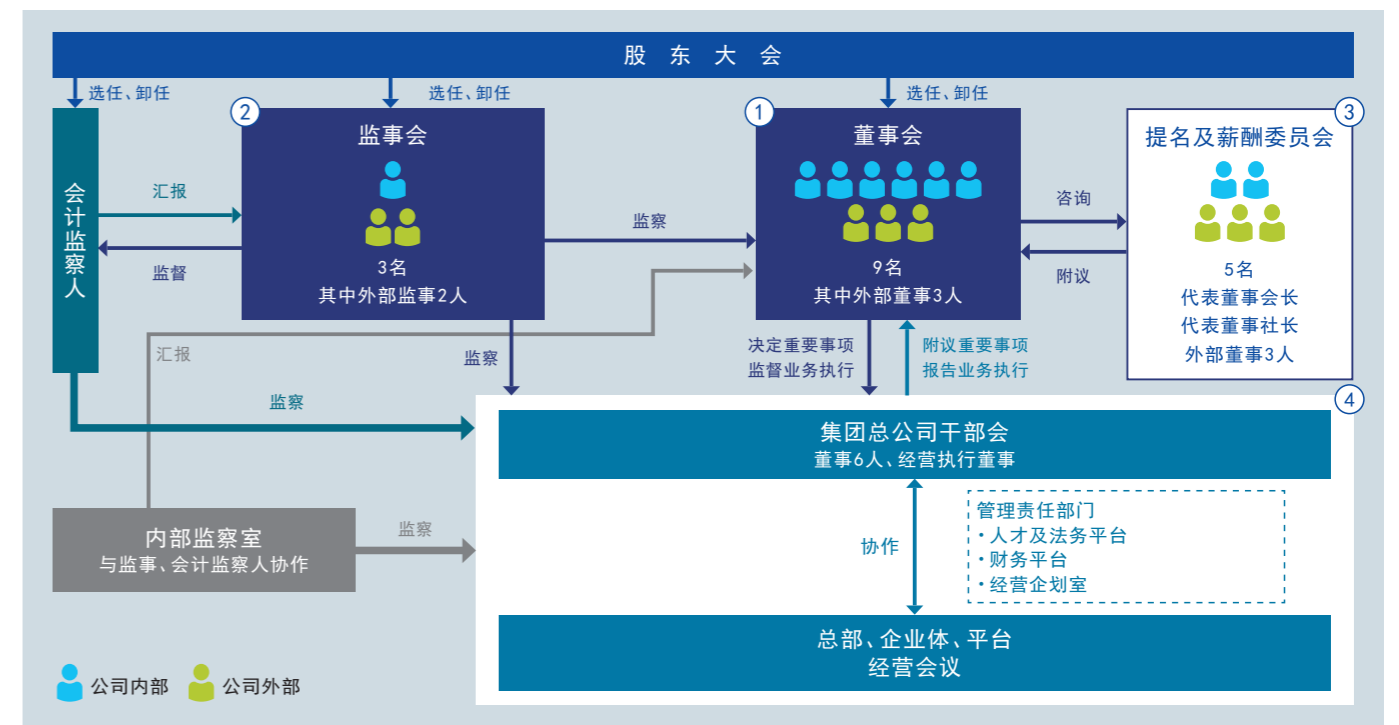 股东大会
选任、卸任
选任、卸任
选任、卸任
会计监察人
汇报
监督
②
监事会
3名
其中外部监事2人
监察
①
董事会
9名
其中外部董事3人
咨询
附议
③
提名及薪酬委员会
5名
代表董事会长
代表董事社长
外部董事3人
汇报
监察
决定重要事项
监督业务执行
附议重要事项
报告业务执行
监察
④
集团总公司干部会
董事6人、经营执行董事
内部监察室
与监事、会计监察人协作
监察
协作
管理责任部门
・人才及法务平台
・财务平台
・经营企划室
总部、企业体、平台
经营会议
公司内部
公司外部